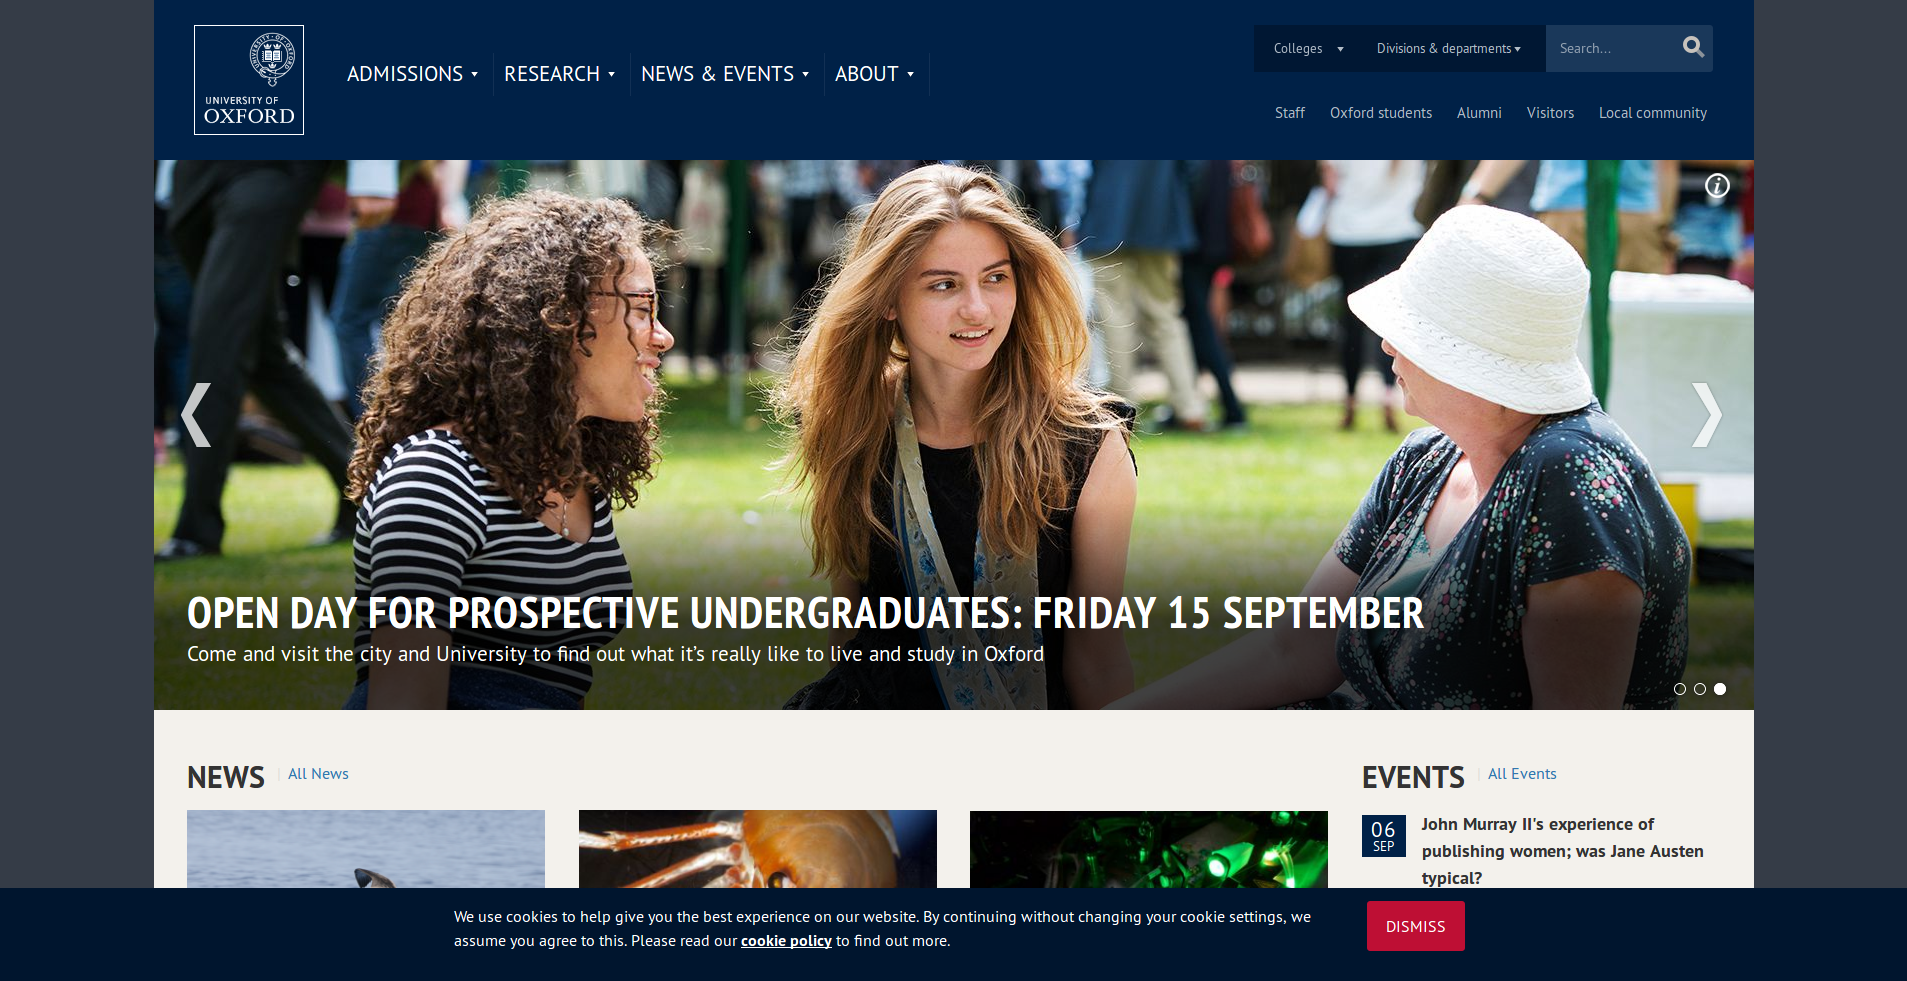 UNIVERSITY OF
OXFORD
ADMISSIONS
RESEARCH
NEWS & EVENTS
ABOUT
Colleges
Divisions & departments
Search...
Staff
Oxford students
Alumni
Visitors
Local community
OPEN DAY FOR PROSPECTIVE UNDERGRADUATES: FRIDAY 15 SEPTEMBER
Come and visit the city and University to find out what it’s really like to live and study in Oxford
NEWS
All News
EVENTS
All Events
06
SEP
John Murray II's experience of
publishing women; was Jane Austen
typical?
We use cookies to help give you the best experience on our website. By continuing without changing your cookie settings, we
assume you agree to this. Please read our cookie policy to find out more.
DISMISS